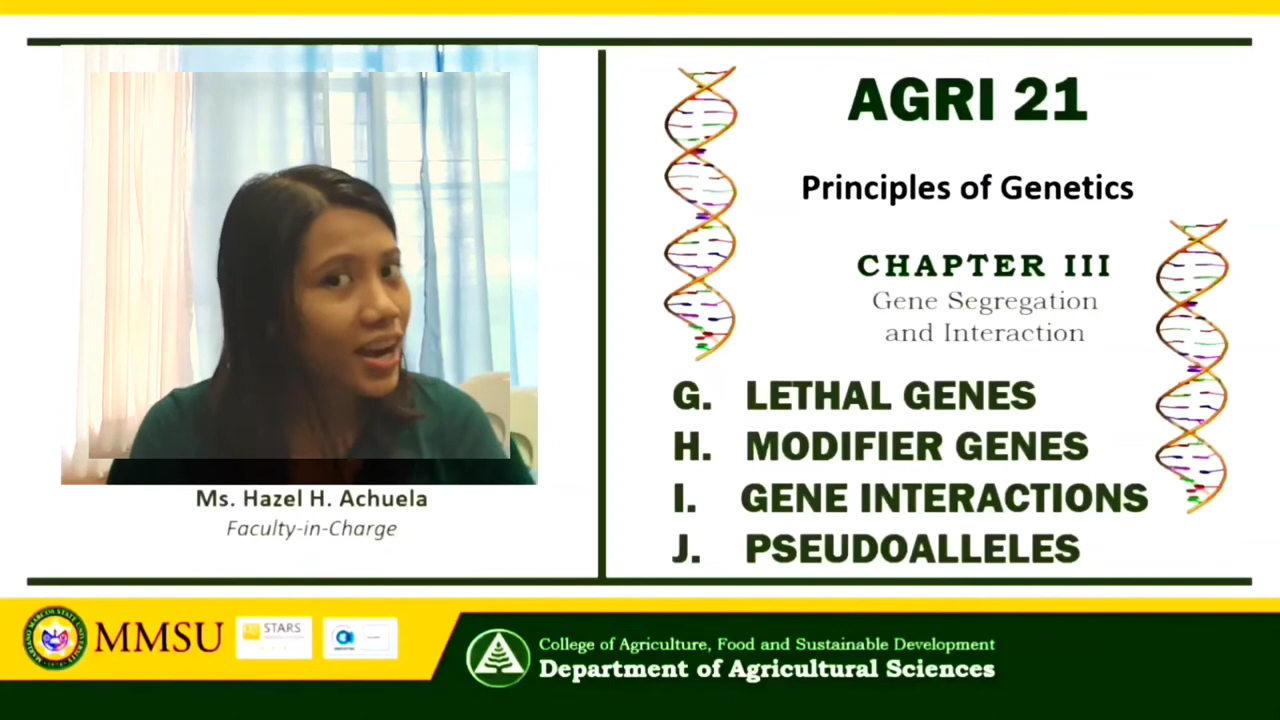 AGRI 21
Principles of Genetics
CHAPTER III
Gene Segregation
and Interaction
G. LETHAL GENES
H. MODIFIER GENES
I. GENE INTERACTIONS
J. PSEUDOALLELES
Ms. Hazel H. Achuela
Faculty-in-Charge
MMSU
STARS
College of Agriculture, Food and Sustainable Development
Department of Agricultural Sciences